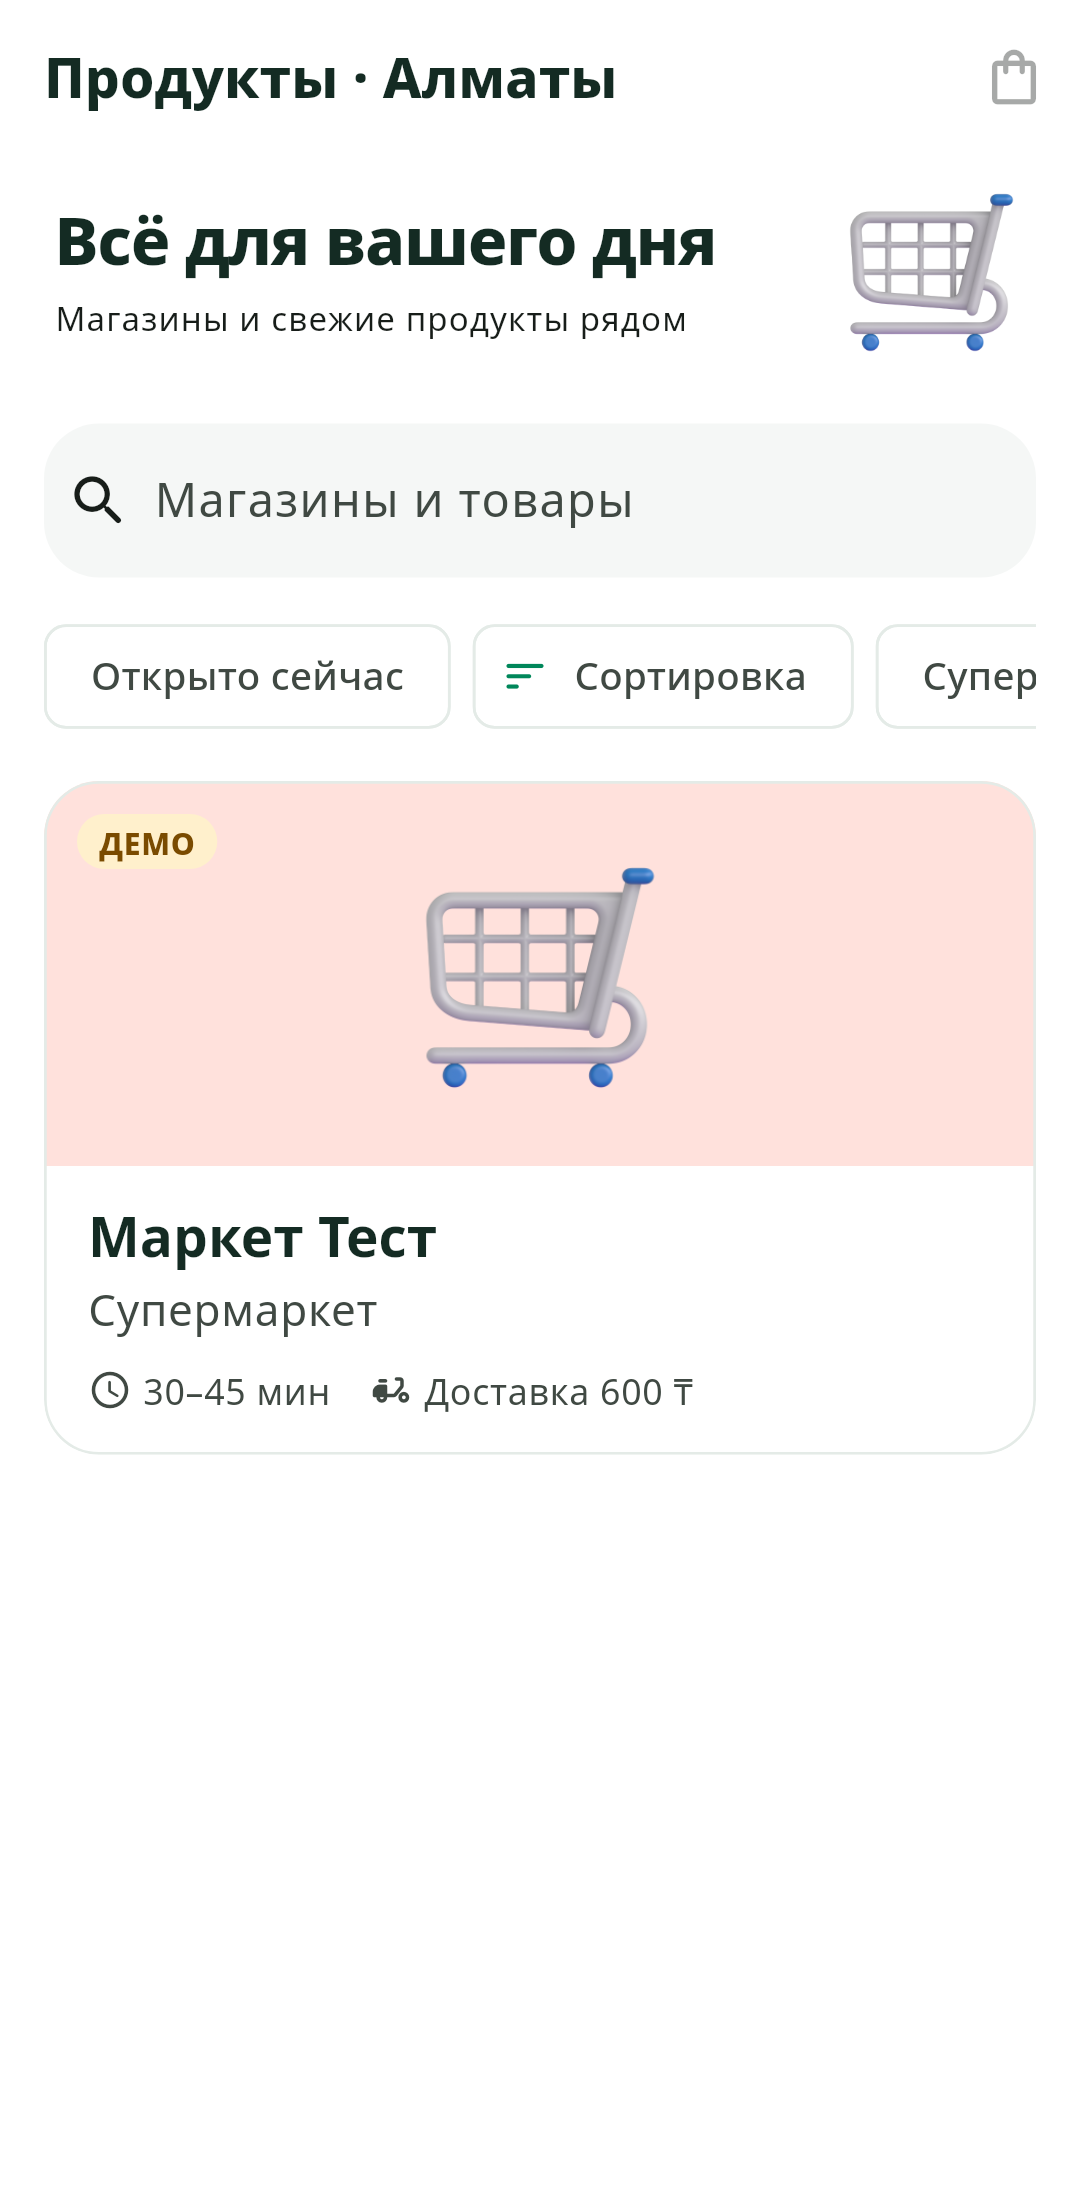 Продукты · Алматы
Всё для вашего дня
Магазины и свежие продукты рядом
Магазины и товары
Открыто сейчас
Сортировка
Супер
ДЕМО
Маркет Тест
Супермаркет
30–45 мин
Доставка 600 ₸